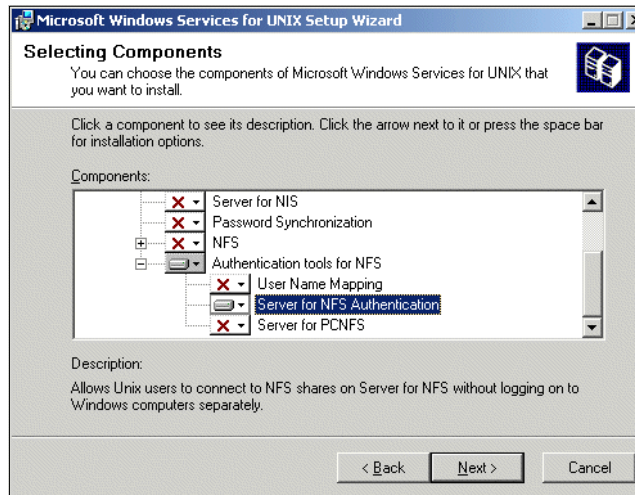 Microsoft Windows Services for UNIX Setup Wizard
Selecting Components
You can choose the components of Microsoft Windows Services for UNIX that
you want to install.
Click a component to see its description. Click the arrow next to it or press the space bar
for installation options.
Components:
Server for NIS
Password Synchronization
NFS
Authentication tools for NFS
User Name Mapping
Server for NFS Authentication
Server for PCNFS
Description:
Allows Unix users to connect to NFS shares on Server for NFS without logging on to
Windows computers separately.
< Back Next > Cancel